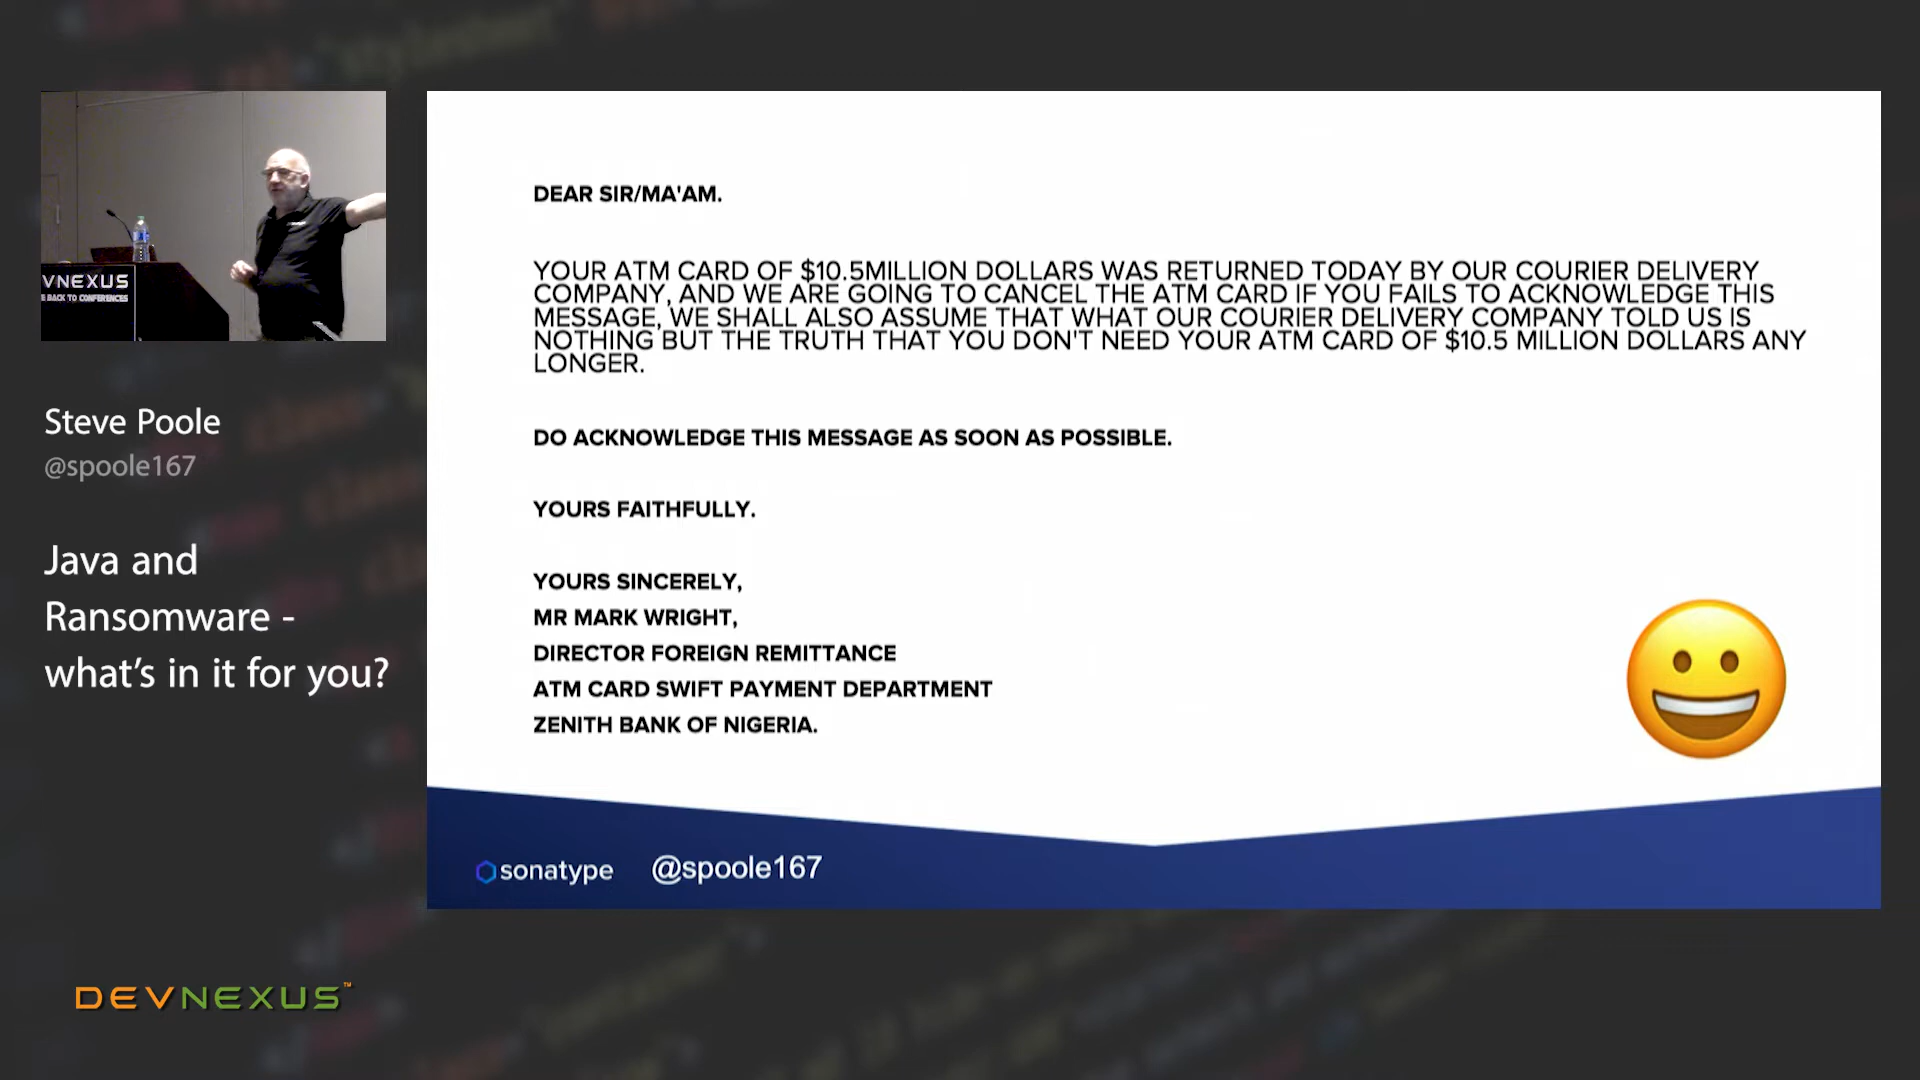 VNEXUS
E BACK TO CONFERENCES
Steve Poole
@spoole167
Java and
Ransomware -
what's in it for you?
DEAR SIR/MA'AM.
YOUR ATM CARD OF $10.5MILLION DOLLARS WAS RETURNED TODAY BY OUR COURIER DELIVERY
COMPANY, AND WE ARE GOING TO CANCEL THE ATM CARD IF YOU FAILS TO ACKNOWLEDGE THIS
MESSAGE, WE SHALL ALSO ASSUME THAT WHAT OUR COURIER DELIVERY COMPANY TOLD US IS
NOTHING BUT THE TRUTH THAT YOU DON'T NEED YOUR ATM CARD OF $10.5 MILLION DOLLARS ANY
LONGER.
DO ACKNOWLEDGE THIS MESSAGE AS SOON AS POSSIBLE.
YOURS FAITHFULLY.
YOURS SINCERELY,
MR MARK WRIGHT,
DIRECTOR FOREIGN REMITTANCE
ATM CARD SWIFT PAYMENT DEPARTMENT
ZENITH BANK OF NIGERIA.
sonatype @spoole167
DEVNEXUS™